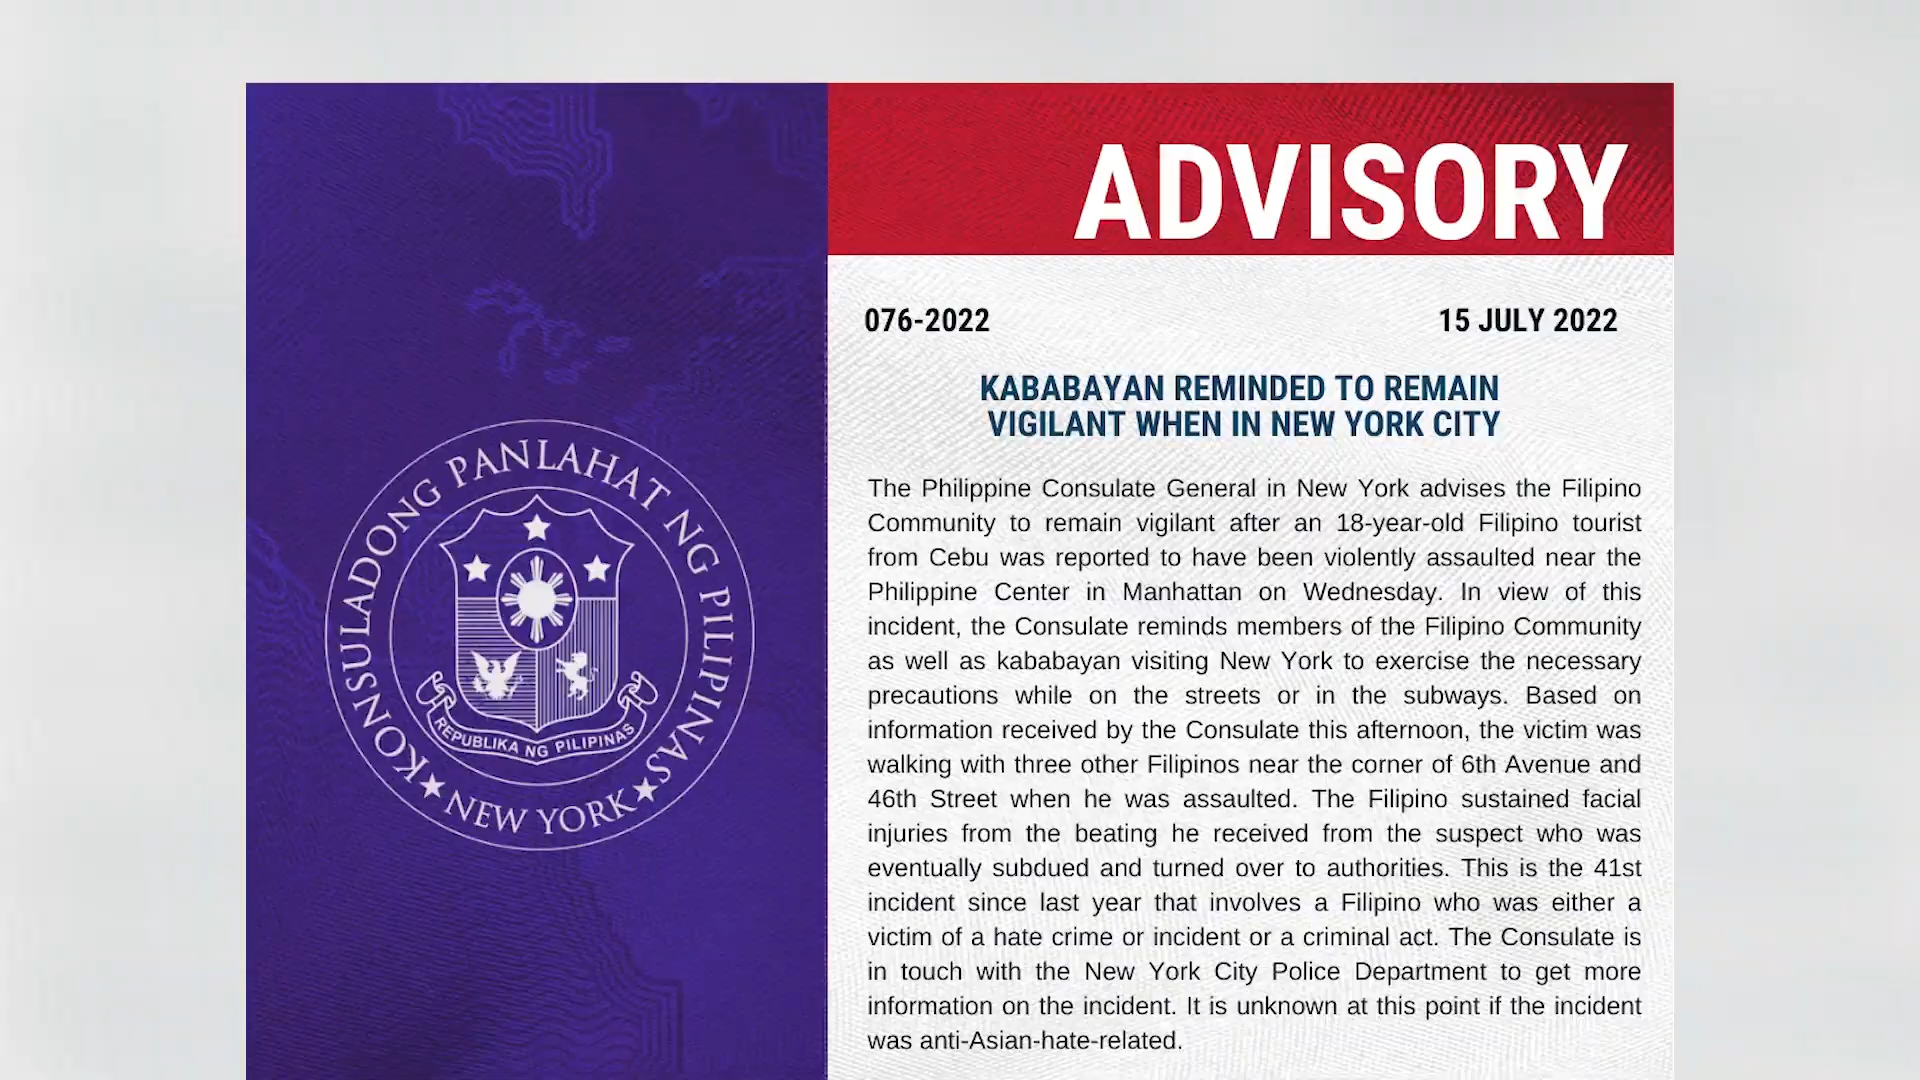 KONSULADONG PANLAHAT NG PILIPINAS
REPUBLIKA NG PILIPINAS
NEW YORK
ADVISORY
076-2022
15 JULY 2022
KABABAYAN REMINDED TO REMAIN
VIGILANT WHEN IN NEW YORK CITY
The Philippine Consulate General in New York advises the Filipino
Community to remain vigilant after an 18-year-old Filipino tourist
from Cebu was reported to have been violently assaulted near the
Philippine Center in Manhattan on Wednesday. In view of this
incident, the Consulate reminds members of the Filipino Community
as well as kababayan visiting New York to exercise the necessary
precautions while on the streets or in the subways. Based on
information received by the Consulate this afternoon, the victim was
walking with three other Filipinos near the corner of 6th Avenue and
46th Street when he was assaulted. The Filipino sustained facial
injuries from the beating he received from the suspect who was
eventually subdued and turned over to authorities. This is the 41st
incident since last year that involves a Filipino who was either a
victim of a hate crime or incident or a criminal act. The Consulate is
in touch with the New York City Police Department to get more
information on the incident. It is unknown at this point if the incident
was anti-Asian-hate-related.